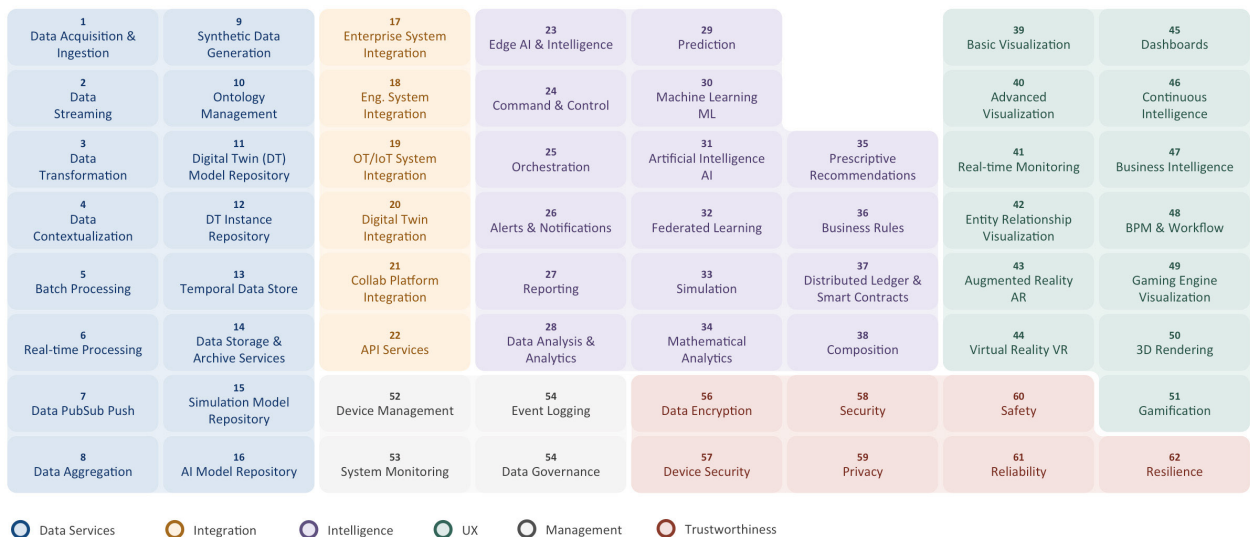 1
Data Acquisition &
Ingestion
9
Synthetic Data
Generation
17
Enterprise System
Integration
23
Edge AI & Intelligence
29
Prediction
39
Basic Visualization
45
Dashboards
2
Data
Streaming
10
Ontology
Management
18
Eng. System
Integration
24
Command & Control
30
Machine Learning
ML
40
Advanced
Visualization
46
Continuous
Intelligence
3
Data
Transformation
11
Digital Twin (DT)
Model Repository
19
OT/IoT System
Integration
25
Orchestration
31
Artificial Intelligence
AI
35
Prescriptive
Recommendations
41
Real-time Monitoring
47
Business Intelligence
4
Data
Contextualization
12
DT Instance
Repository
20
Digital Twin
Integration
26
Alerts & Notifications
32
Federated Learning
36
Business Rules
42
Entity Relationship
Visualization
48
BPM & Workflow
5
Batch Processing
13
Temporal Data Store
21
Collab Platform
Integration
27
Reporting
33
Simulation
37
Distributed Ledger &
Smart Contracts
43
Augmented Reality
AR
49
Gaming Engine
Visualization
6
Real-time Processing
14
Data Storage &
Archive Services
22
API Services
28
Data Analysis &
Analytics
34
Mathematical
Analytics
38
Composition
44
Virtual Reality VR
50
3D Rendering
7
Data PubSub Push
15
Simulation Model
Repository
52
Device Management
54
Event Logging
56
Data Encryption
58
Security
60
Safety
51
Gamification
8
Data Aggregation
16
AI Model Repository
53
System Monitoring
54
Data Governance
57
Device Security
59
Privacy
61
Reliability
62
Resilience
Data Services
Integration
Intelligence
UX
Management
Trustworthiness